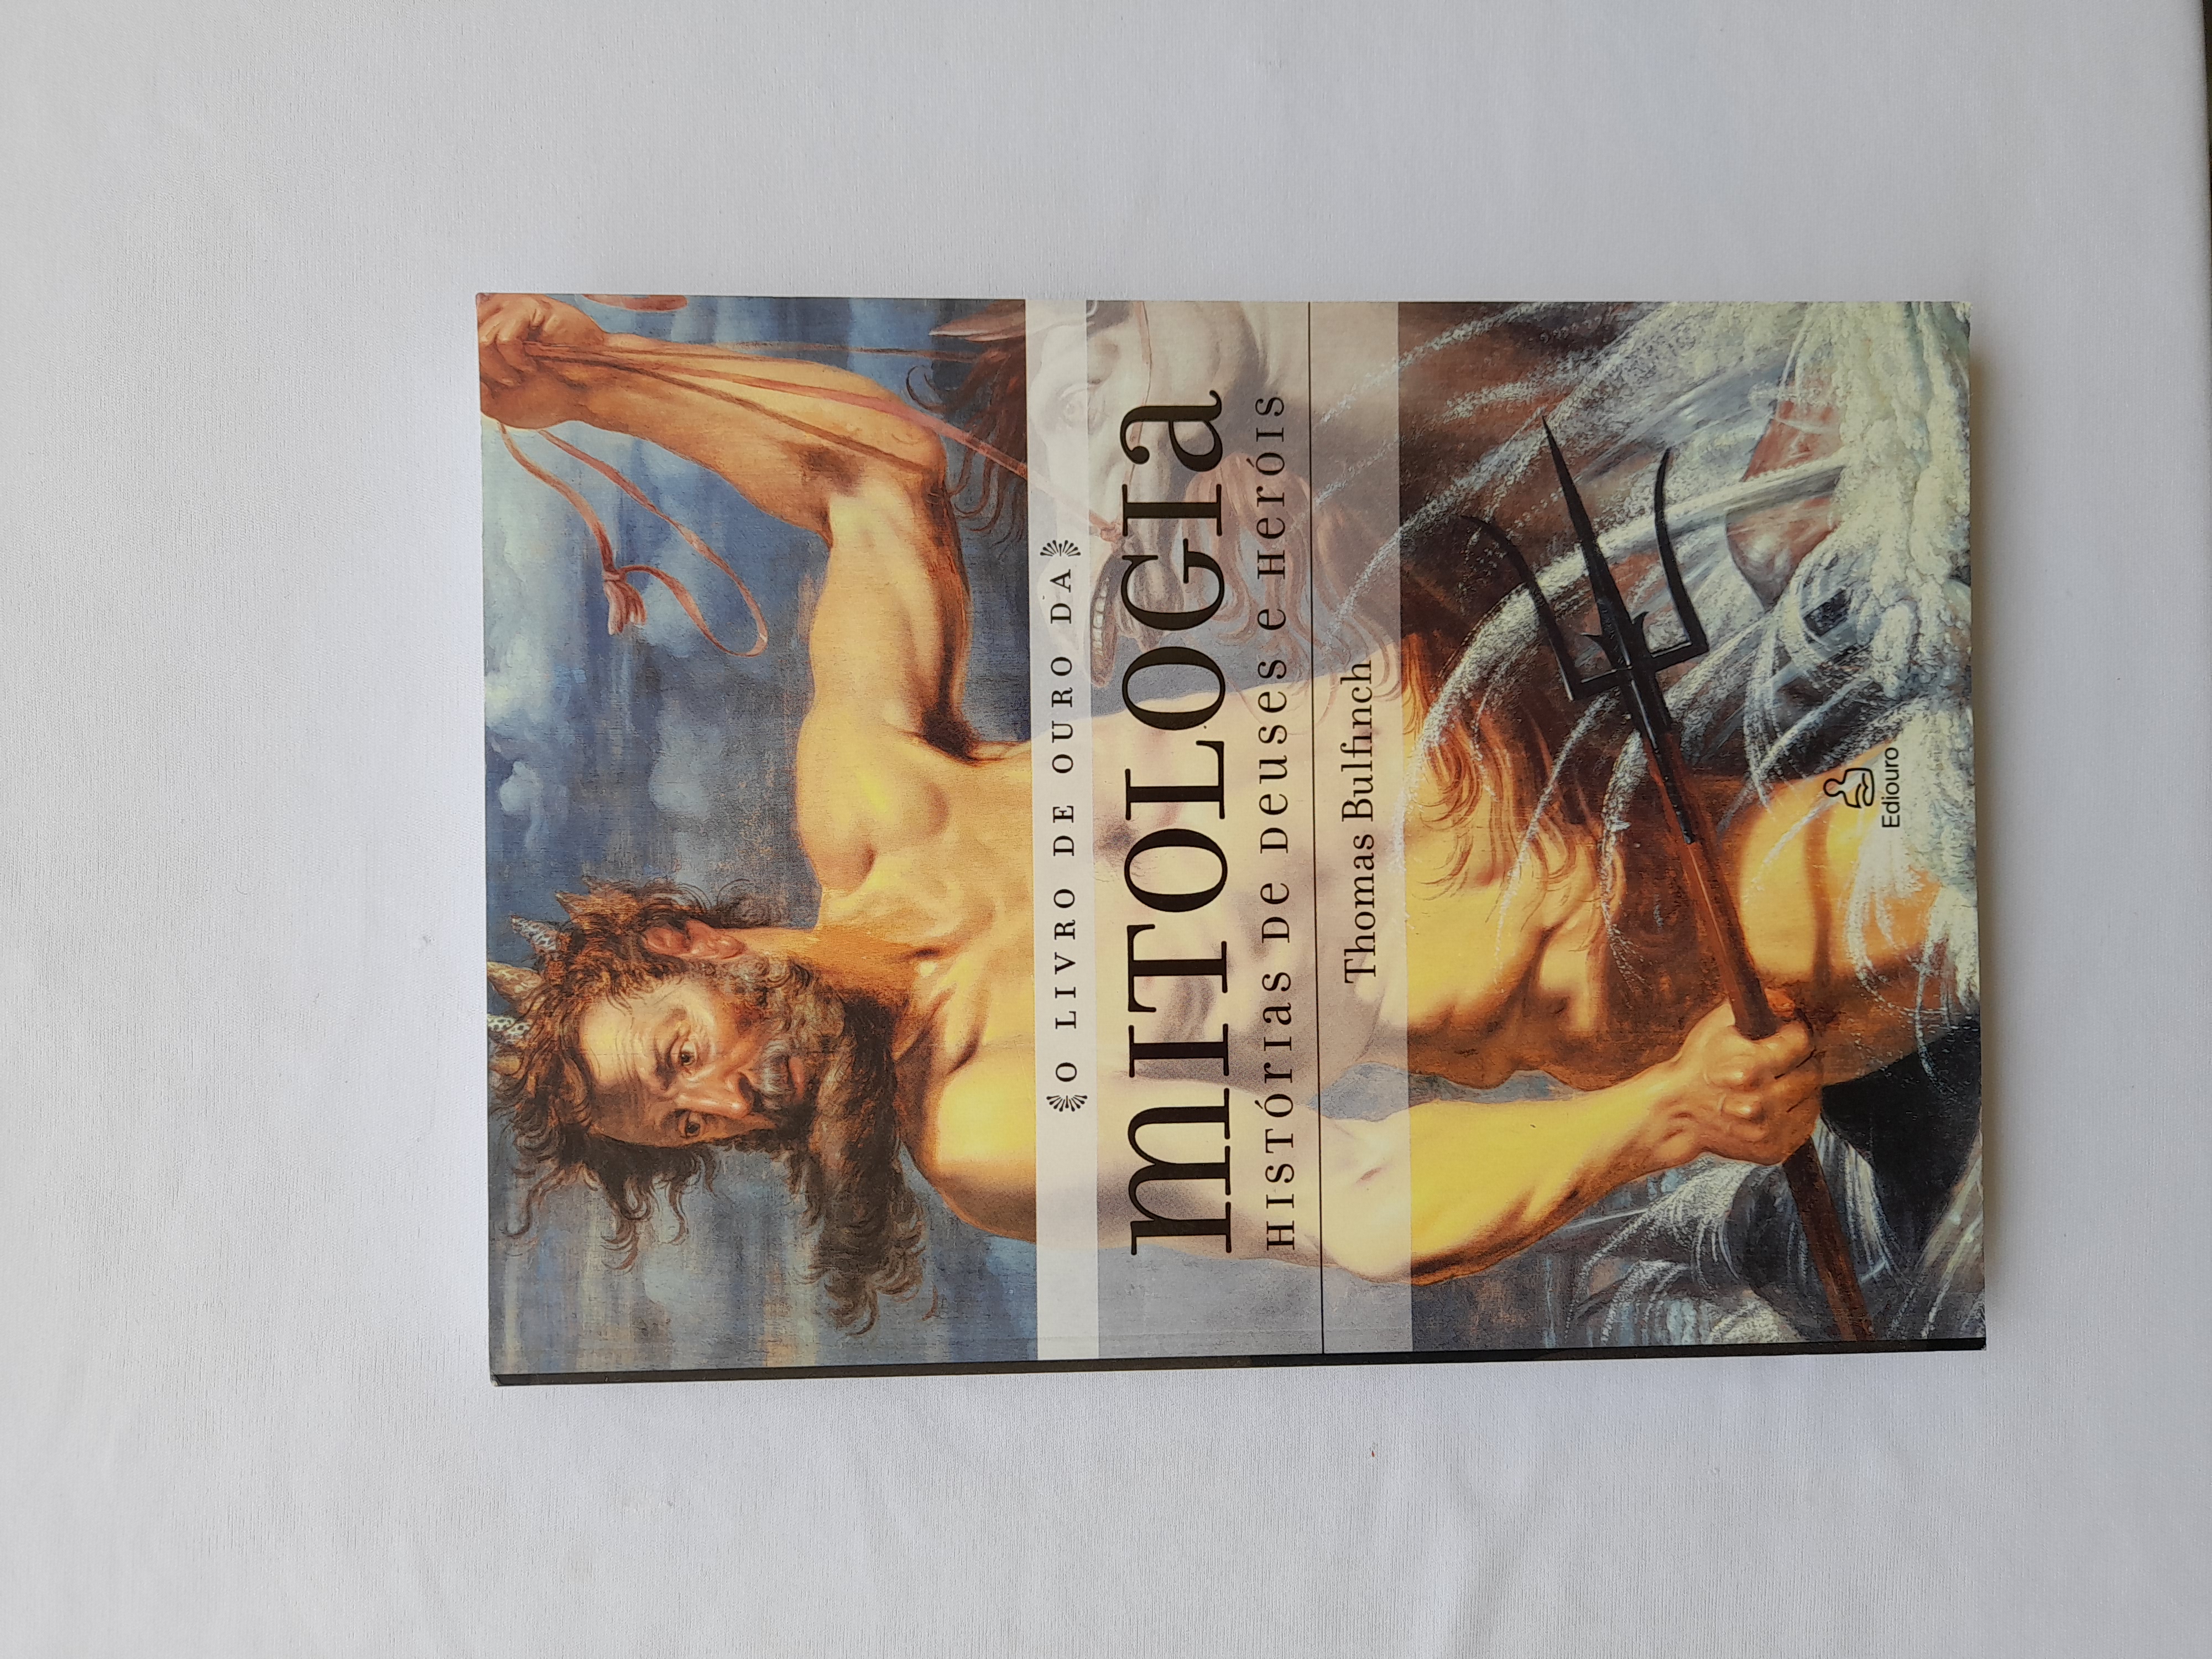 O LIVRO DE OURO DA
MITOLOGIA
HISTÓRIAS DE DEUSES E HERÓIS
Thomas Bulfinch
Ediouro